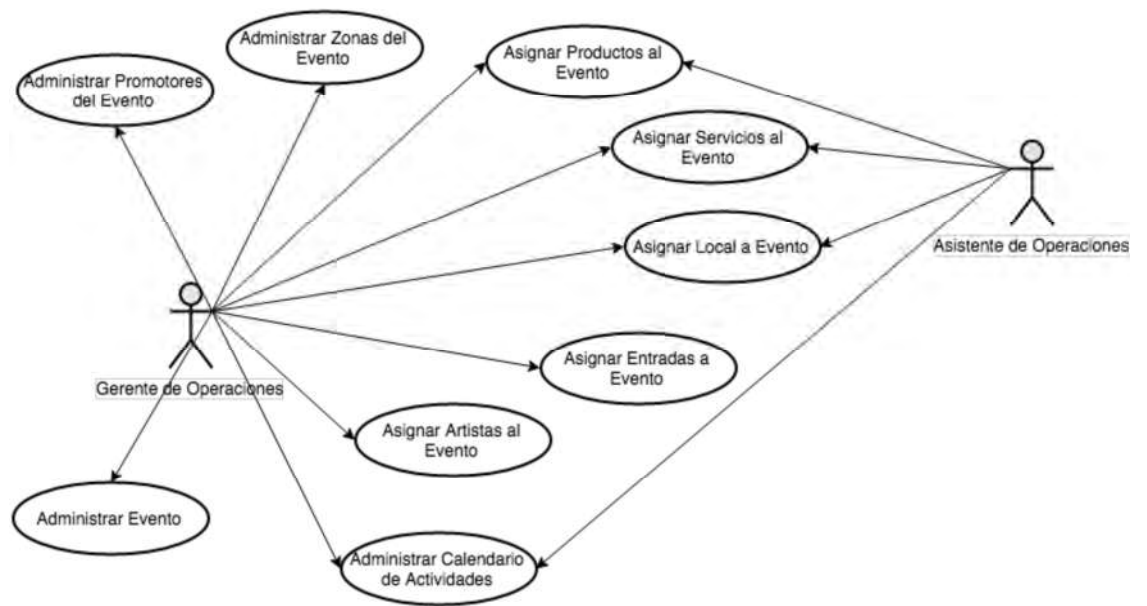 Administrar Zonas del
Evento
Asignar Productos al
Evento
Administrar Promotores
del Evento
Asignar Servicios al
Evento
Asignar Local a Evento
Asistente de Operaciones
Asignar Entradas a
Evento
Gerente de Operaciones
Asignar Artistas al
Evento
Administrar Evento
Administrar Calendario
de Actividades